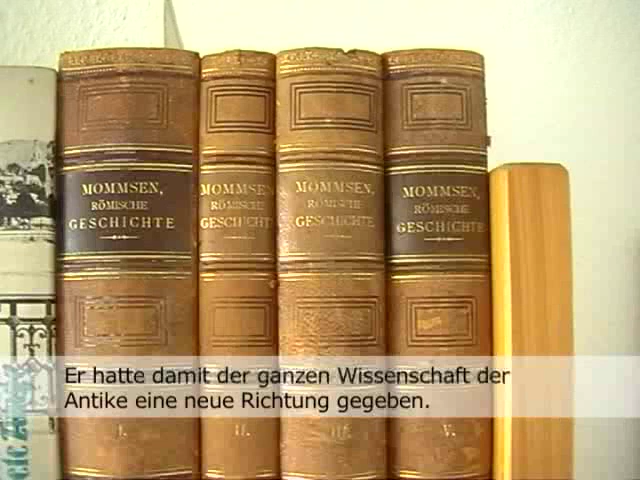 MOMMSEN,
RÖMISCHE
GESCHICHTE
I.
MOMMSEN
RÖMISCHE
GESCHICHT
II.
MOMMSEN,
RÖMISCHE
GESCHICHTE
III.
MOMMSEN,
RÖMISCHE
GESCHICHTE
V.
Er hatte damit der ganzen Wissenschaft der
Antike eine neue Richtung gegeben.